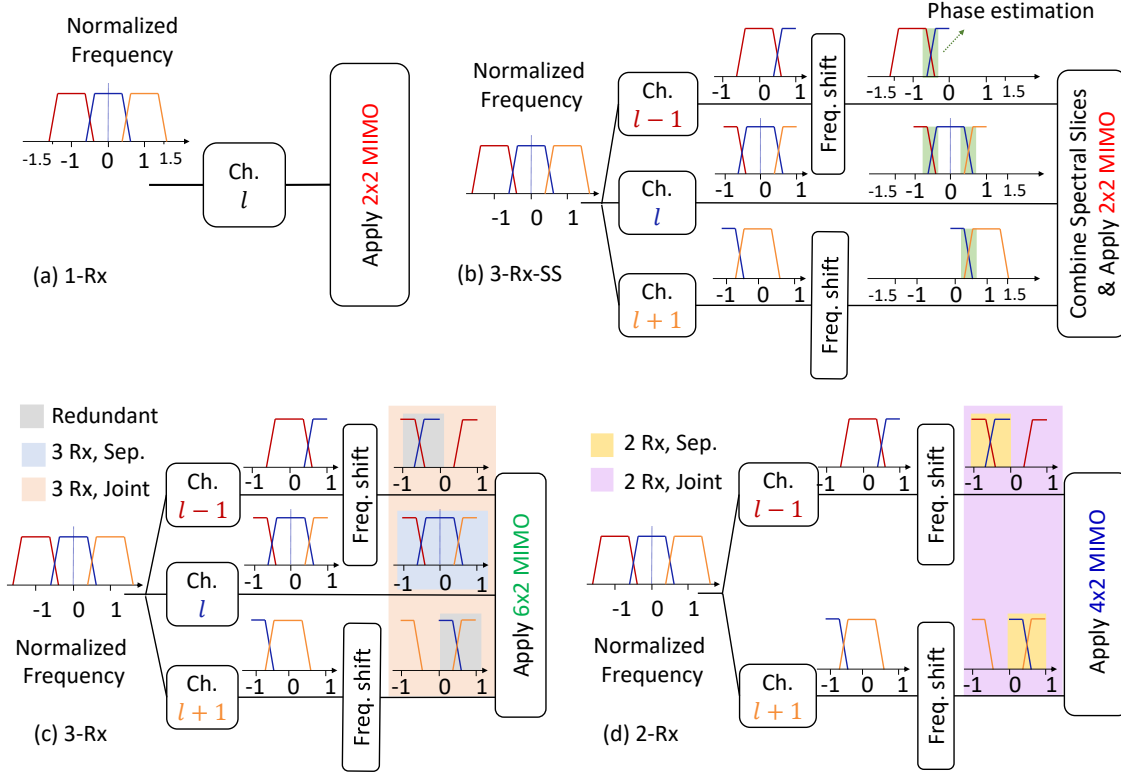 Normalized
Frequency
-1.5 -1 0 1 1.5
Ch.
l
Apply 2x2 MIMO
(a) 1-Rx
Phase estimation
Normalized
Frequency
-1 0 1
Ch.
l − 1
-1 0 1
Freq. shift
-1.5 -1 0 1 1.5
Ch.
l
-1 0 1
-1 0 1
Ch.
l + 1
-1 0 1
Freq. shift
-1.5 -1 0 1 1.5
Combine Spectral Slices
& Apply 2x2 MIMO
(b) 3-Rx-SS
Redundant
3 Rx, Sep.
3 Rx, Joint
-1 0 1
Normalized
Frequency
Ch.
l − 1
-1 0 1
Freq. shift
-1 0 1
Ch.
l
-1 0 1
-1 0 1
Ch.
l + 1
-1 0 1
Freq. shift
-1 0 1
Apply 6x2 MIMO
(c) 3-Rx
2 Rx, Sep.
2 Rx, Joint
-1 0 1
Normalized
Frequency
Ch.
l − 1
-1 0 1
Freq. shift
-1 0 1
Ch.
l + 1
-1 0 1
Freq. shift
-1 0 1
Apply 4x2 MIMO
(d) 2-Rx